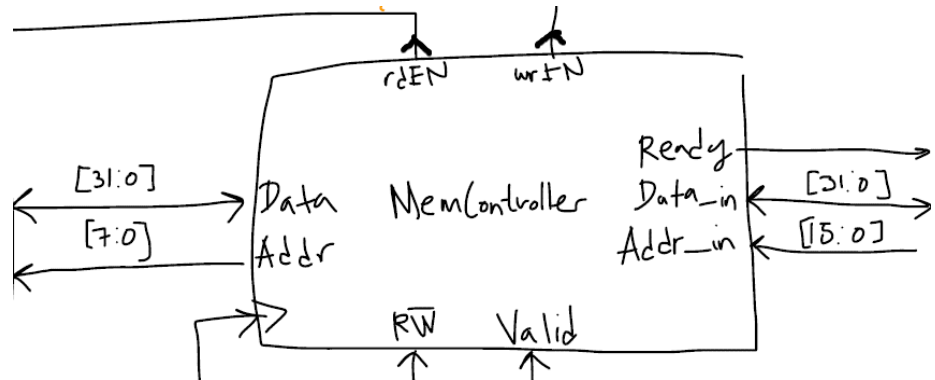 rdEN wrEN
Ready
[31:0] Data MemController Data_in [31:0]
[7:0] Addr Addr_in [15:0]
RW̅ Valid